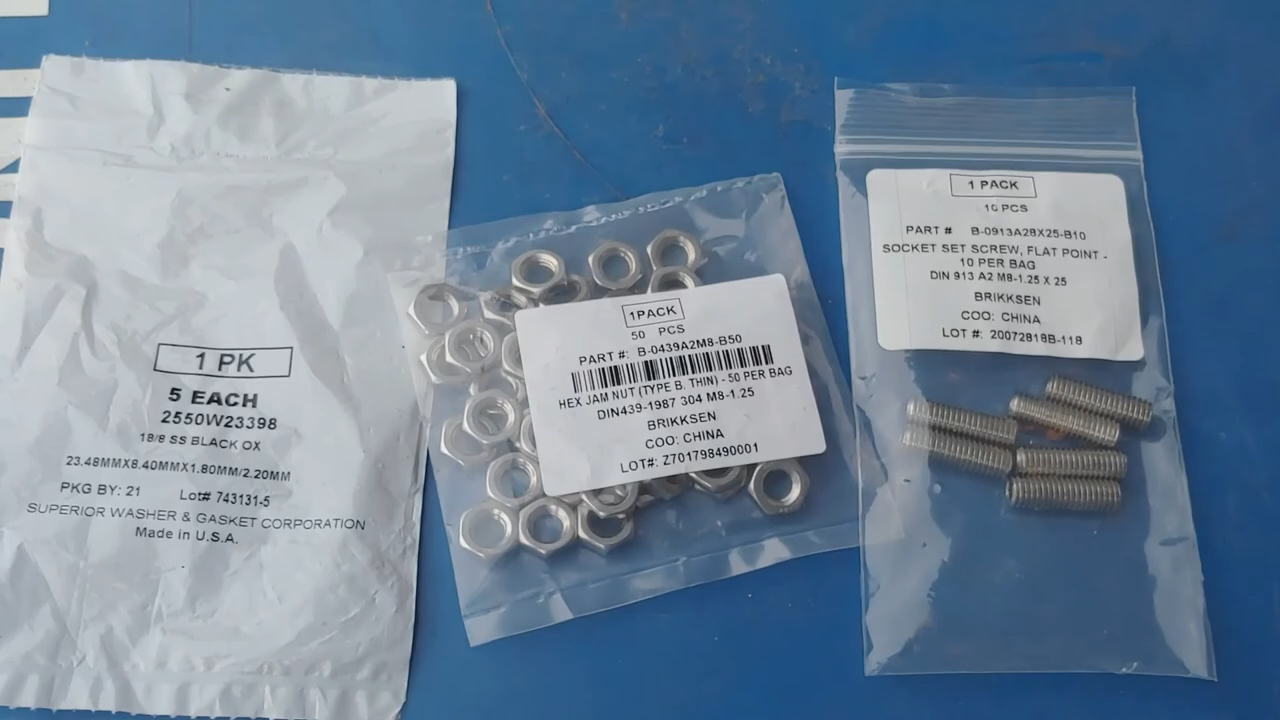 1 PK
5 EACH
2550W23398
18/8 SS BLACK OX
23.48MMX8.40MMX1.80MM/2.20MM
PKG BY: 21 Lot# 743131-5
SUPERIOR WASHER & GASKET CORPORATION
Made in U.S.A.
1PACK
50 PCS
PART #: B-0439A2M8-B50
HEX JAM NUT (TYPE B, THIN) - 50 PER BAG
DIN439-1987 304 M8-1.25
BRIKKSEN
COO: CHINA
LOT#: Z701798490001
1 PACK
10 PCS
PART # B-0913A28X25-B10
SOCKET SET SCREW, FLAT POINT -
10 PER BAG
DIN 913 A2 M8-1.25 X 25
BRIKKSEN
COO: CHINA
LOT #: 20072818B-118